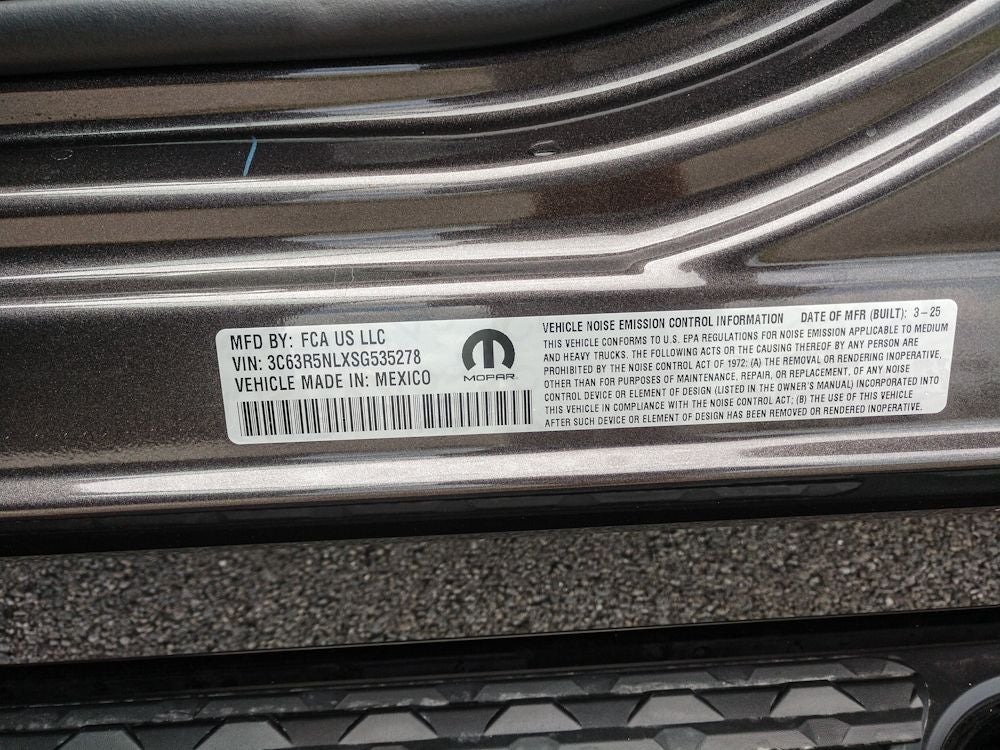 MFD BY: FCA US LLC
VIN: 3C63R5NLXSG535278
VEHICLE MADE IN: MEXICO
MOPAR
VEHICLE NOISE EMISSION CONTROL INFORMATION DATE OF MFR (BUILT): 3-25
THIS VEHICLE CONFORMS TO U.S. EPA REGULATIONS FOR NOISE EMISSION APPLICABLE TO MEDIUM
AND HEAVY TRUCKS. THE FOLLOWING ACTS OR THE CAUSING THEREOF BY ANY PERSON ARE
PROHIBITED BY THE NOISE CONTROL ACT OF 1972: (A) THE REMOVAL OR RENDERING INOPERATIVE,
OTHER THAN FOR PURPOSES OF MAINTENANCE, REPAIR, OR REPLACEMENT, OF ANY NOISE
CONTROL DEVICE OR ELEMENT OF DESIGN (LISTED IN THE OWNER'S MANUAL) INCORPORATED INTO
THIS VEHICLE IN COMPLIANCE WITH THE NOISE CONTROL ACT; (B) THE USE OF THIS VEHICLE
AFTER SUCH DEVICE OR ELEMENT OF DESIGN HAS BEEN REMOVED OR RENDERED INOPERATIVE.